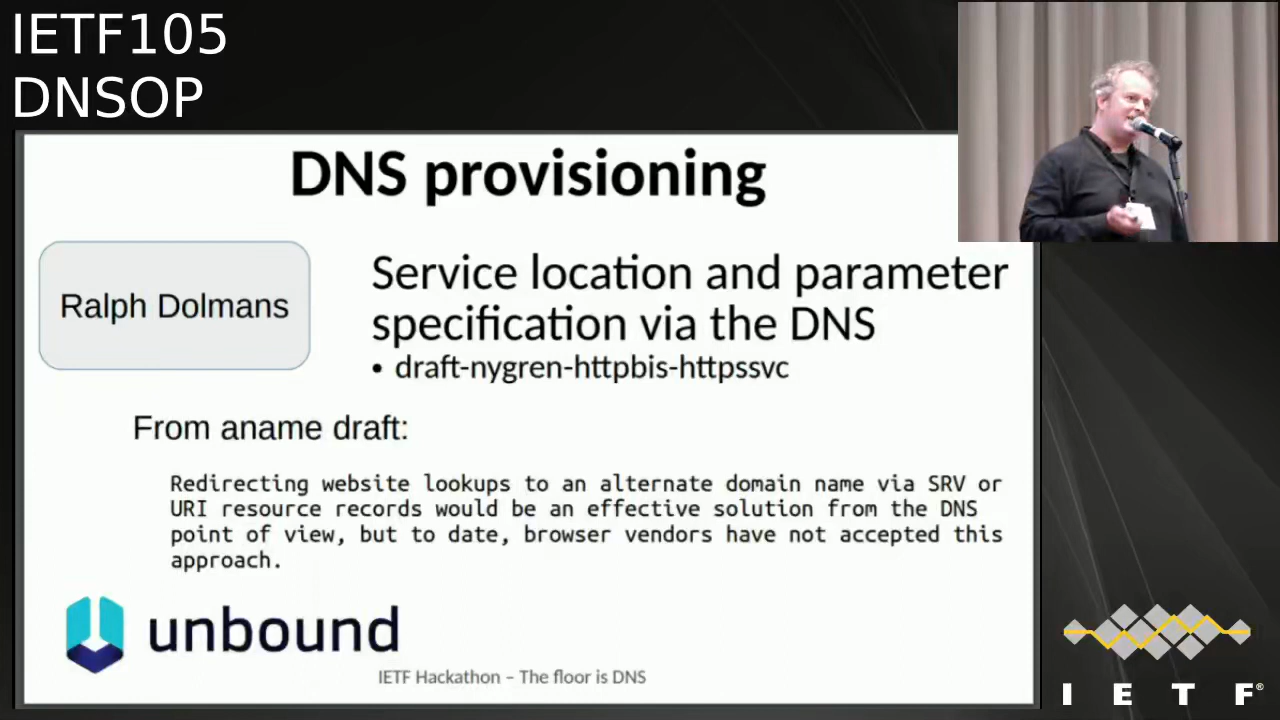 IETF105
DNSOP
DNS provisioning
Ralph Dolmans
Service location and parameter
specification via the DNS
• draft-nygren-httpbis-httpssvc
From aname draft:
Redirecting website lookups to an alternate domain name via SRV or
URI resource records would be an effective solution from the DNS
point of view, but to date, browser vendors have not accepted this
approach.
unbound
IETF Hackathon – The floor is DNS
I E T F®